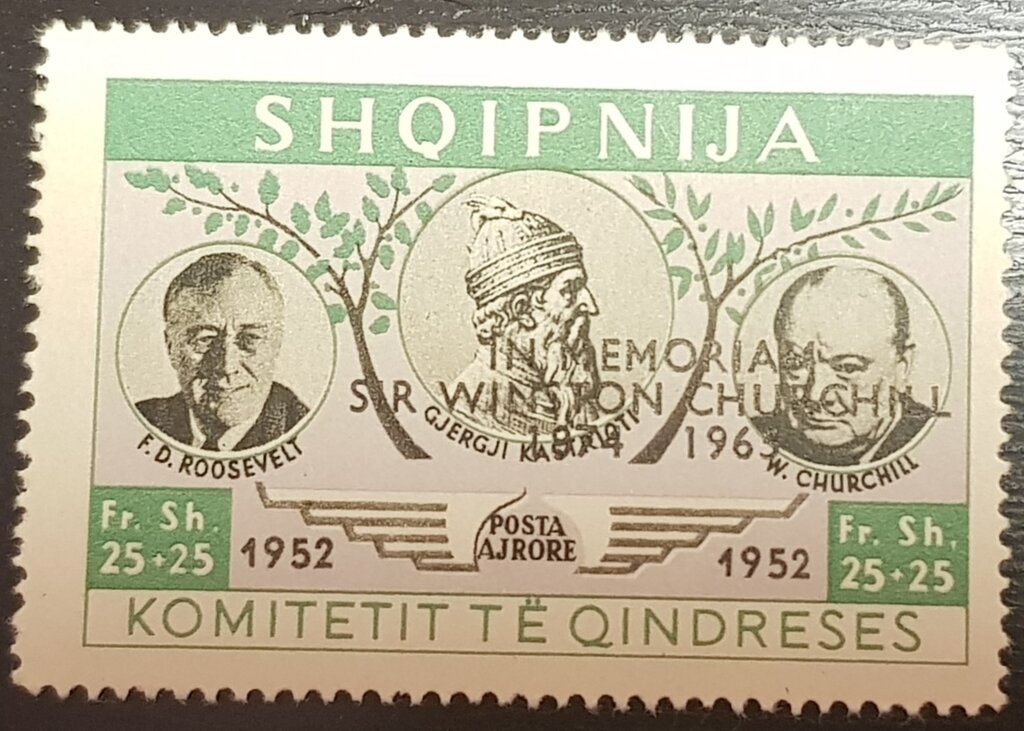 SHQIPNIJA
IN MEMORIAM
SIR WINSTON CHURCHILL
1874 1965
F. D. ROOSEVELT
GJERGJI KASTRIOTI
W. CHURCHILL
Fr. Sh.
25+25
1952
POSTA
AJRORE
1952
Fr. Sh.
25+25
KOMITETIT TË QINDRESES